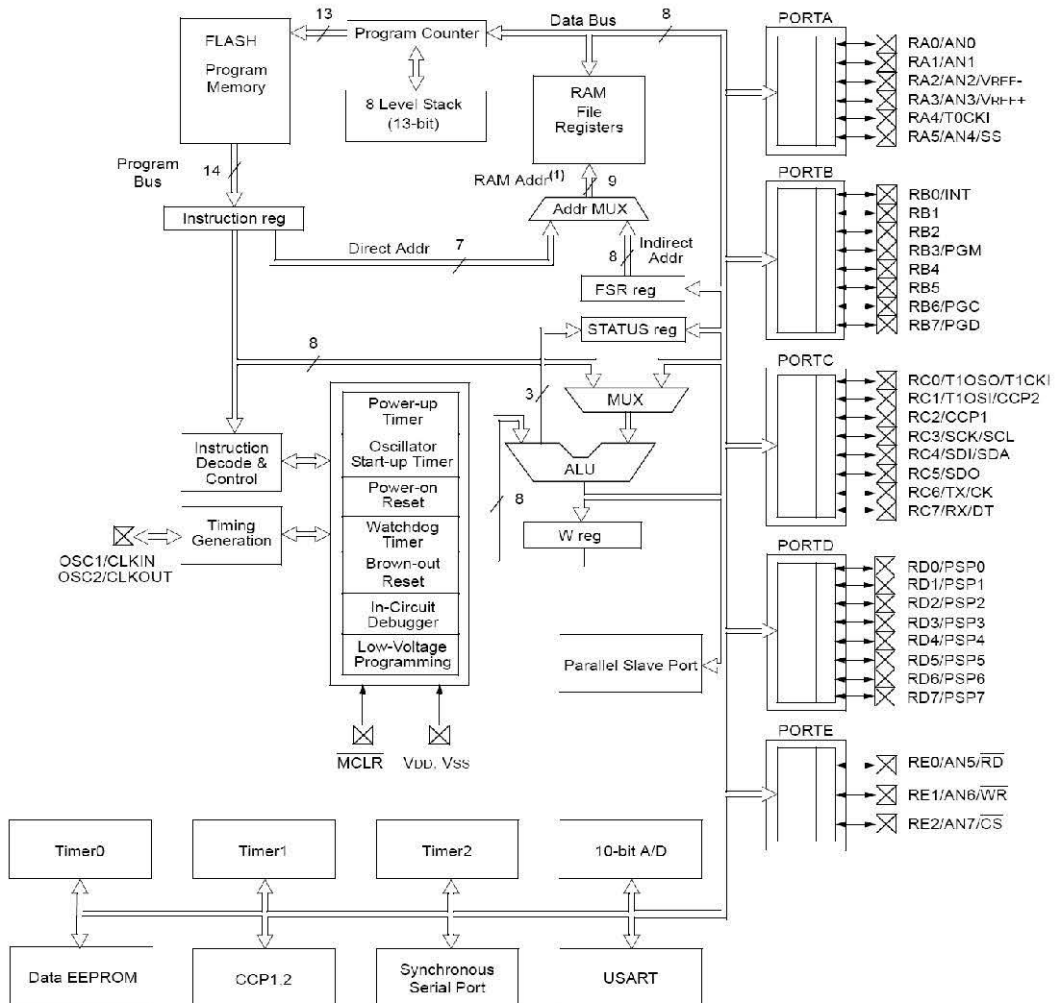 13
Data Bus
8
PORTA
FLASH
Program
Memory
Program Counter
8 Level Stack
(13-bit)
RAM
File
Registers
RA0/AN0
RA1/AN1
RA2/AN2/VREF-
RA3/AN3/VREF+
RA4/T0CKI
RA5/AN4/SS
Program
Bus
14
RAM Addr(1)
9
PORTB
Instruction reg
Addr MUX
Direct Addr
7
8
Indirect
Addr
FSR reg
STATUS reg
RB0/INT
RB1
RB2
RB3/PGM
RB4
RB5
RB6/PGC
RB7/PGD
8
PORTC
3
MUX
ALU
8
W reg
RC0/T1OSO/T1CKI
RC1/T1OSI/CCP2
RC2/CCP1
RC3/SCK/SCL
RC4/SDI/SDA
RC5/SDO
RC6/TX/CK
RC7/RX/DT
Power-up
Timer
Oscillator
Start-up Timer
Power-on
Reset
Watchdog
Timer
Brown-out
Reset
In-Circuit
Debugger
Low-Voltage
Programming
Instruction
Decode &
Control
Timing
Generation
OSC1/CLKIN
OSC2/CLKOUT
MCLR
VDD, VSS
Parallel Slave Port
PORTD
RD0/PSP0
RD1/PSP1
RD2/PSP2
RD3/PSP3
RD4/PSP4
RD5/PSP5
RD6/PSP6
RD7/PSP7
PORTE
RE0/AN5/RD
RE1/AN6/WR
RE2/AN7/CS
Timer0
Timer1
Timer2
10-bit A/D
Data EEPROM
CCP1,2
Synchronous
Serial Port
USART